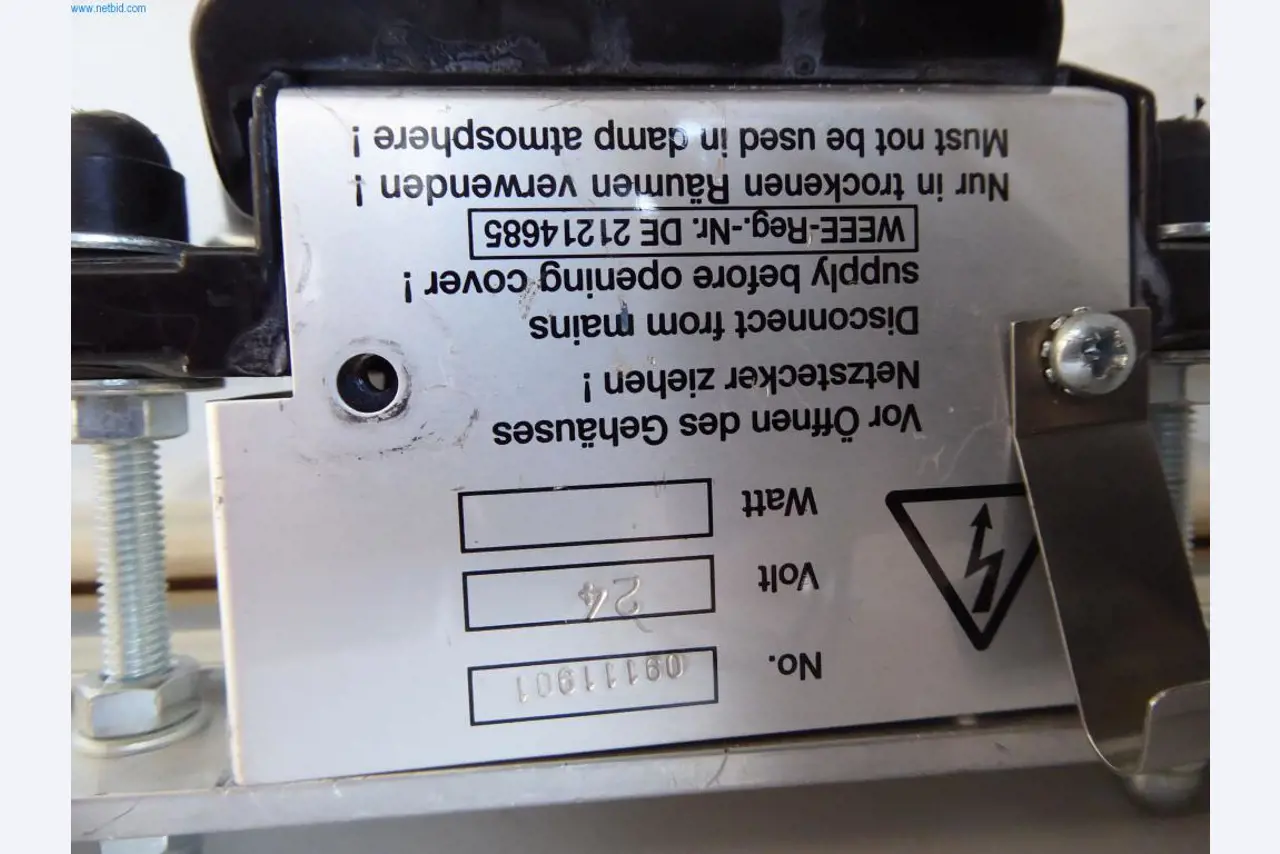 www.netbid.com
No. 09111901
Volt 24
Watt
Vor Öffnen des Gehäuses
Netzstecker ziehen !
Disconnect from mains
supply before opening cover !
WEEE-Reg.-Nr. DE 21214685
Nur in trockenen Räumen verwenden !
Must not be used in damp atmosphere !